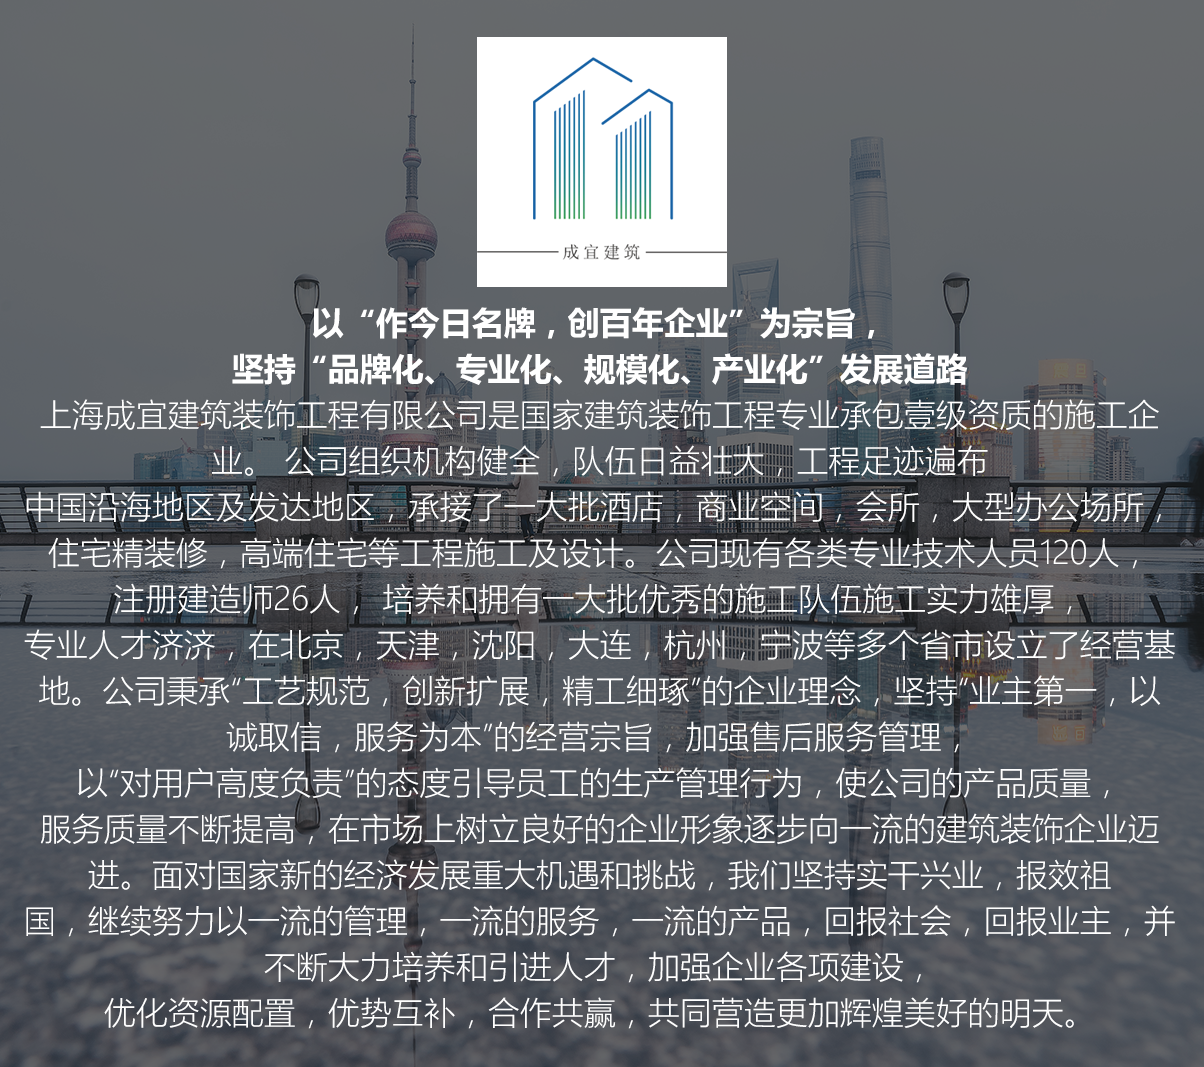 成宜建筑
以“作今日名牌，创百年企业”为宗旨，
坚持“品牌化、专业化、规模化、产业化”发展道路
上海成宜建筑装饰工程有限公司是国家建筑装饰工程专业承包壹级资质的施工企
业。 公司组织机构健全，队伍日益壮大，工程足迹遍布
中国沿海地区及发达地区，承接了一大批酒店，商业空间，会所，大型办公场所，
住宅精装修，高端住宅等工程施工及设计。公司现有各类专业技术人员120人，
注册建造师26人， 培养和拥有一大批优秀的施工队伍施工实力雄厚，
专业人才济济，在北京，天津，沈阳，大连，杭州，宁波等多个省市设立了经营基
地。公司秉承“工艺规范，创新扩展，精工细琢”的企业理念，坚持“业主第一，以
诚取信，服务为本”的经营宗旨，加强售后服务管理，
以“对用户高度负责”的态度引导员工的生产管理行为，使公司的产品质量，
服务质量不断提高，在市场上树立良好的企业形象逐步向一流的建筑装饰企业迈
进。面对国家新的经济发展重大机遇和挑战，我们坚持实干兴业，报效祖
国，继续努力以一流的管理，一流的服务，一流的产品，回报社会，回报业主，并
不断大力培养和引进人才，加强企业各项建设，
优化资源配置，优势互补，合作共赢，共同营造更加辉煌美好的明天。